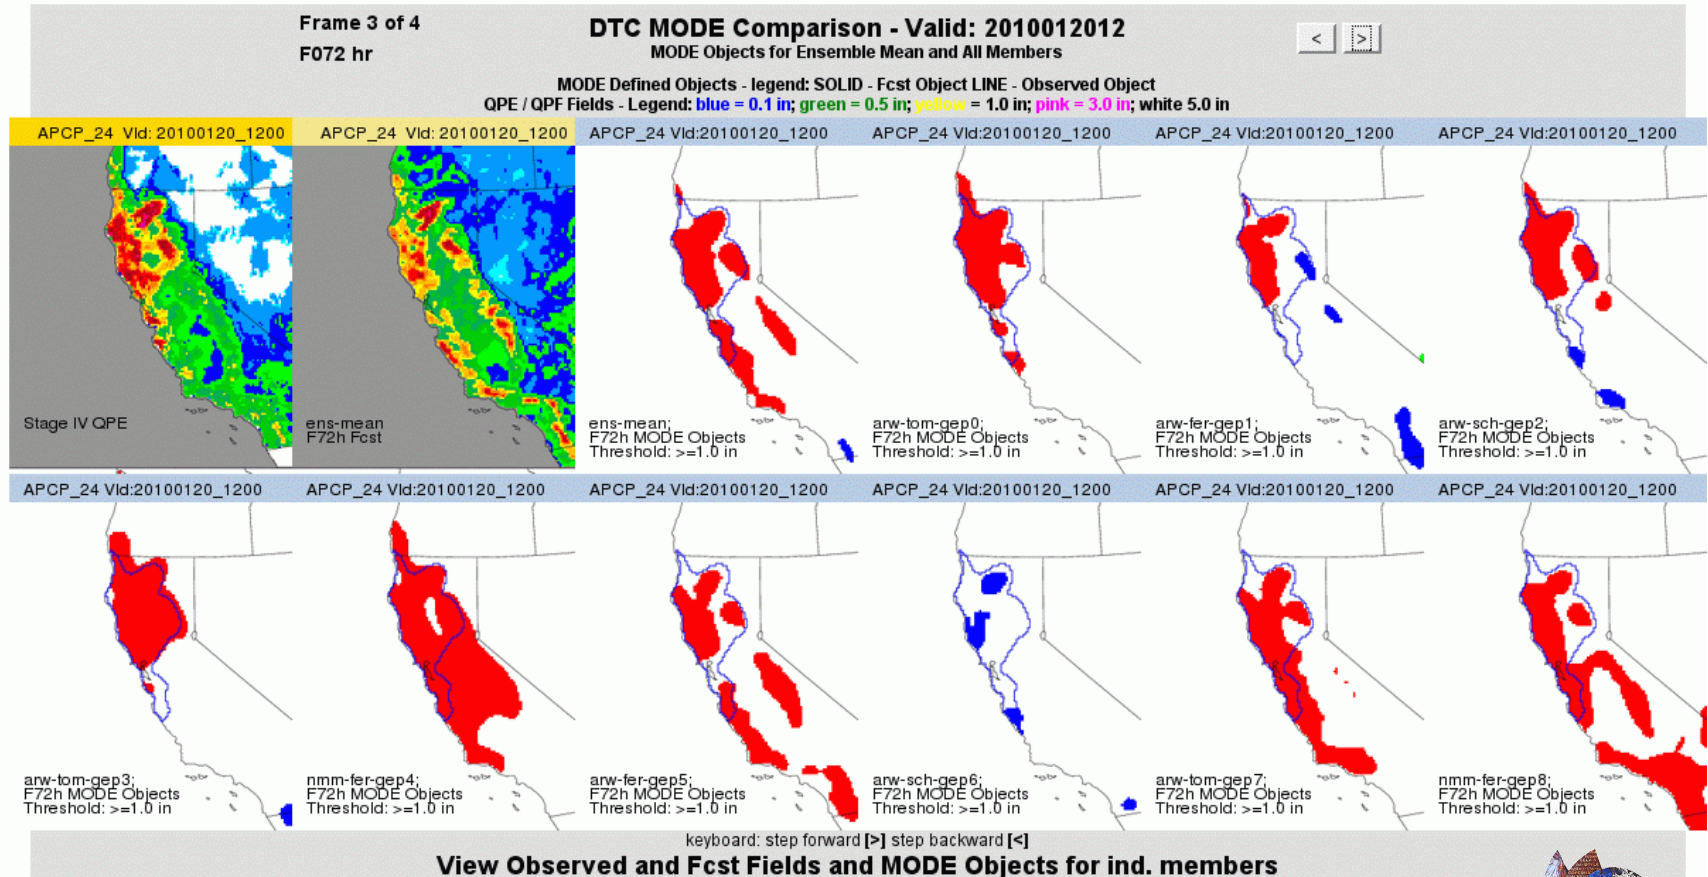 Frame 3 of 4
F072 hr
DTC MODE Comparison - Valid: 2010012012
MODE Objects for Ensemble Mean and All Members
<
>
MODE Defined Objects - legend: SOLID - Fcst Object LINE - Observed Object
QPE / QPF Fields - Legend: blue = 0.1 in; green = 0.5 in; yellow = 1.0 in; pink = 3.0 in; white 5.0 in
APCP_24 Vld: 20100120_1200
Stage IV QPE
APCP_24 Vld: 20100120_1200
ens-mean
F72h Fcst
APCP_24 Vld:20100120_1200
ens-mean;
F72h MODE Objects
Threshold: >=1.0 in
APCP_24 Vld:20100120_1200
arw-tom-gep0;
F72h MODE Objects
Threshold: >=1.0 in
APCP_24 Vld:20100120_1200
arw-fer-gep1;
F72h MODE Objects
Threshold: >=1.0 in
APCP_24 Vld:20100120_1200
arw-sch-gep2;
F72h MODE Objects
Threshold: >=1.0 in
APCP_24 Vld:20100120_1200
arw-tom-gep3;
F72h MODE Objects
Threshold: >=1.0 in
APCP_24 Vld:20100120_1200
nmm-fer-gep4;
F72h MODE Objects
Threshold: >=1.0 in
APCP_24 Vld:20100120_1200
arw-fer-gep5;
F72h MODE Objects
Threshold: >=1.0 in
APCP_24 Vld:20100120_1200
arw-sch-gep6;
F72h MODE Objects
Threshold: >=1.0 in
APCP_24 Vld:20100120_1200
arw-tom-gep7;
F72h MODE Objects
Threshold: >=1.0 in
APCP_24 Vld:20100120_1200
nmm-fer-gep8;
F72h MODE Objects
Threshold: >=1.0 in
keyboard: step forward [>] step backward [<]
View Observed and Fcst Fields and MODE Objects for ind. members